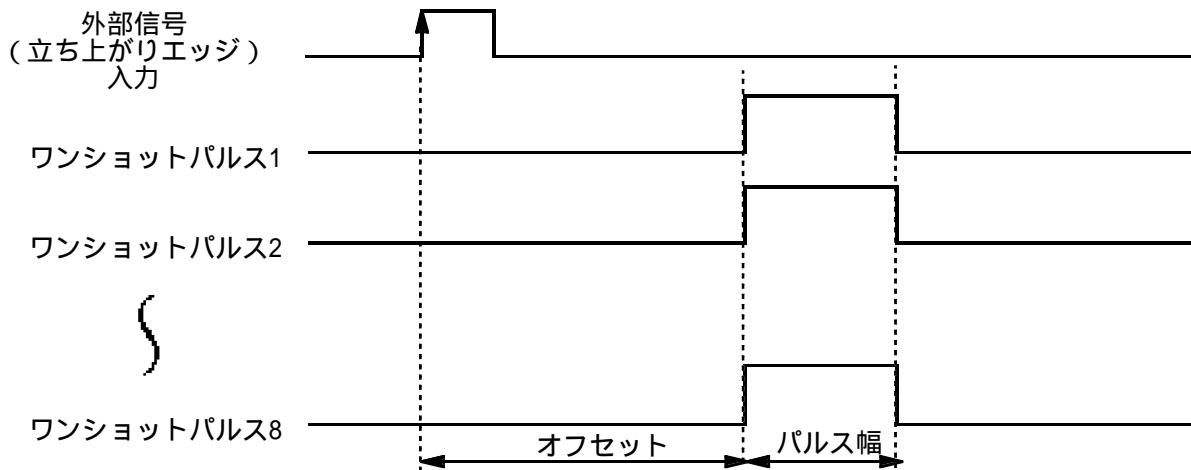 外部信号
(立ち上がりエッジ)
入力
ワンショットパルス1
ワンショットパルス2
ワンショットパルス8
オフセット
パルス幅